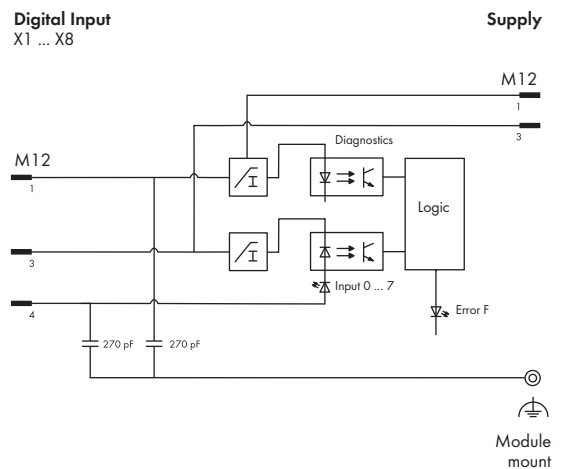 Digital Input
X1 ... X8
Supply
M12
1
3
Diagnostics
M12
1
I
Logic
3
I
Input 0 ... 7
4
Error F
270 pF
270 pF
Module
mount